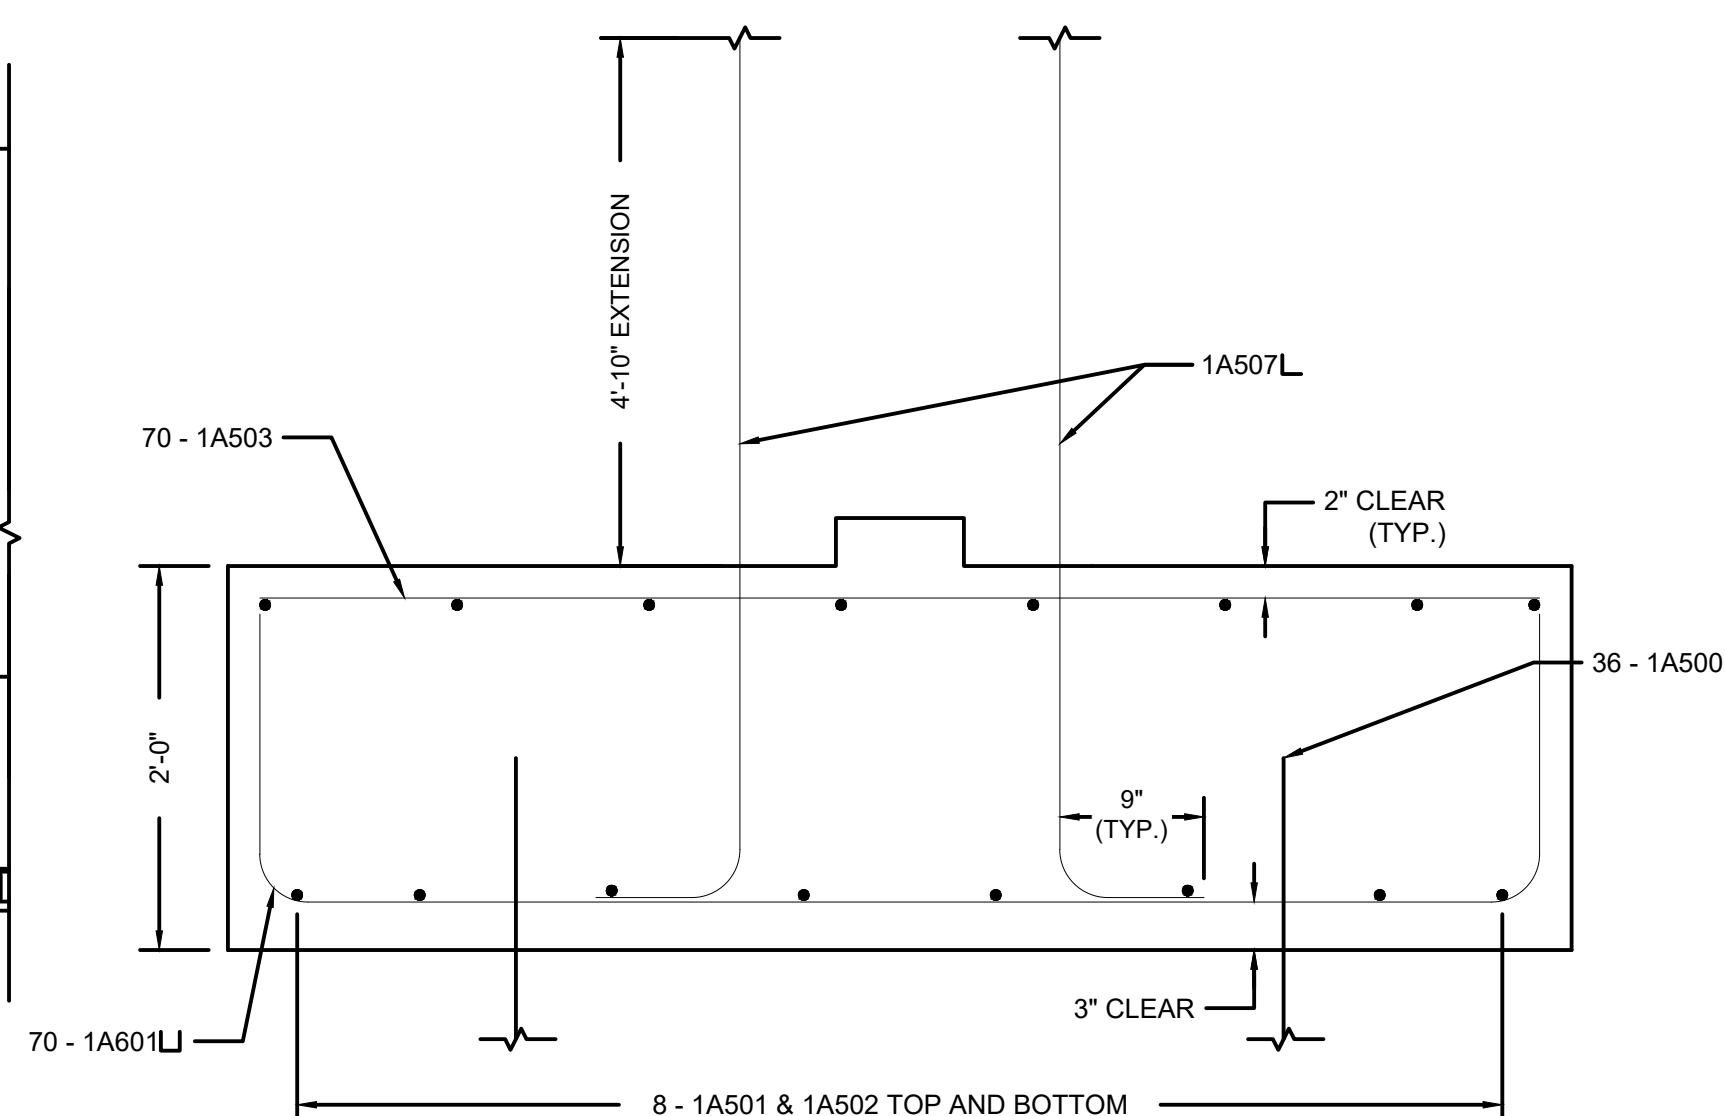 4'-10" EXTENSION
1A507
70 - 1A503
2" CLEAR
(TYP.)
36 - 1A500
2'-0"
9"
(TYP.)
3" CLEAR
70 - 1A601
8 - 1A501 & 1A502 TOP AND BOTTOM